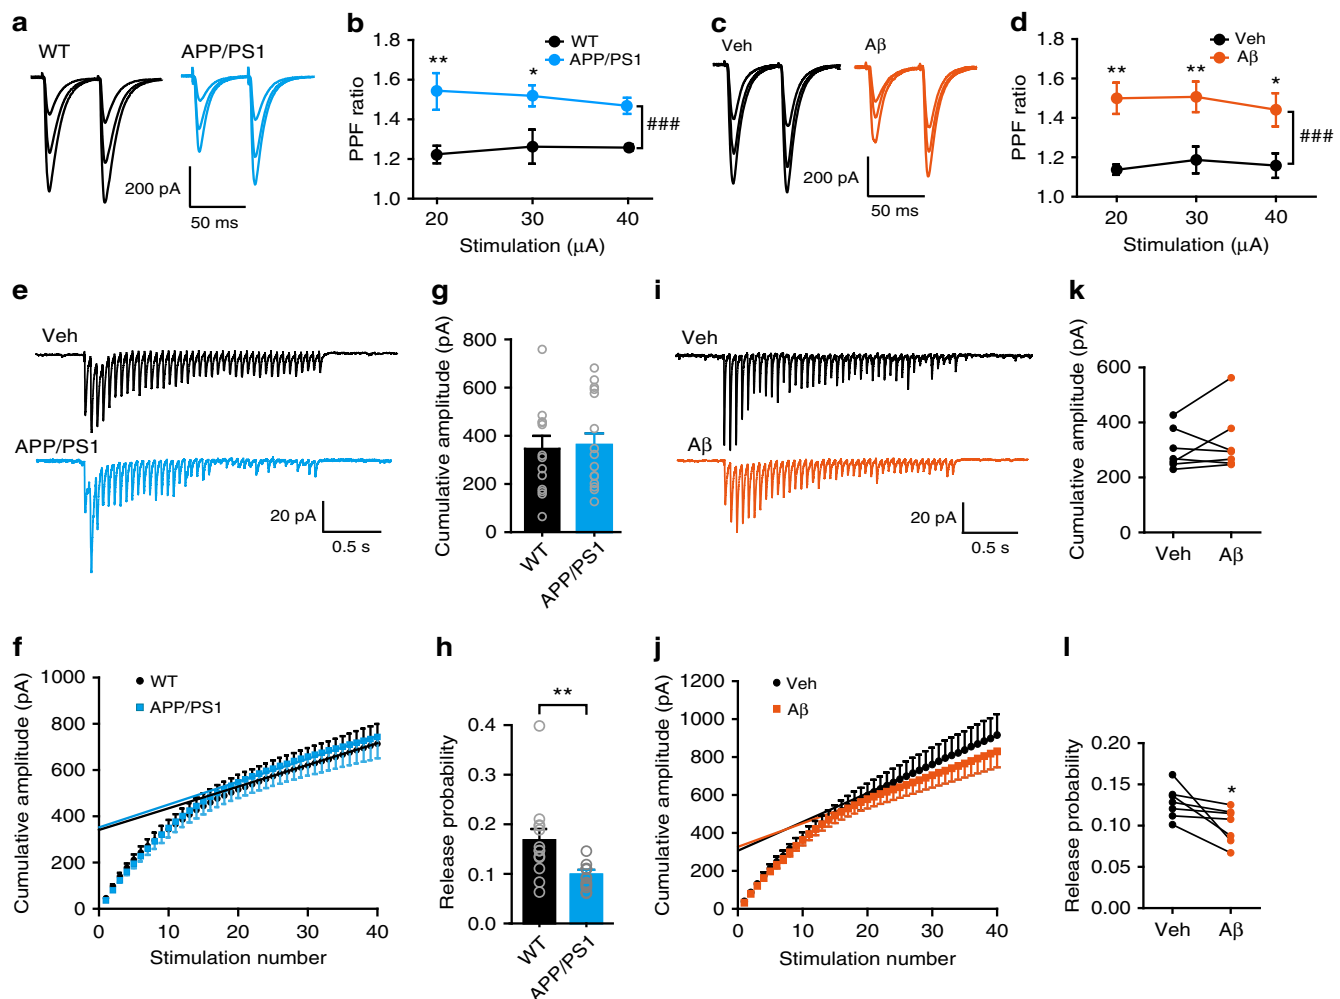 a
WT
APP/PS1
200 pA
50 ms
b
PPF ratio
1.8
1.6
1.4
1.2
1.0
WT
APP/PS1
**
*
###
20
30
40
Stimulation (μA)
c
Veh
Aβ
200 pA
50 ms
d
PPF ratio
1.8
1.6
1.4
1.2
1.0
Veh
Aβ
**
**
*
###
20
30
40
Stimulation (μA)
e
Veh
APP/PS1
20 pA
0.5 s
g
Cumulative amplitude (pA)
800
600
400
200
0
WT
APP/PS1
i
Veh
Aβ
20 pA
0.5 s
k
Cumulative amplitude (pA)
600
400
200
0
Veh
Aβ
f
Cumulative amplitude (pA)
1000
800
600
400
200
0
WT
APP/PS1
0
10
20
30
40
Stimulation number
h
Release probability
0.4
0.3
0.2
0.1
0.0
**
WT
APP/PS1
j
Cumulative amplitude (pA)
1200
1000
800
600
400
200
0
Veh
Aβ
0
10
20
30
40
Stimulation number
l
Release probability
0.20
0.15
0.10
0.05
0.00
*
Veh
Aβ